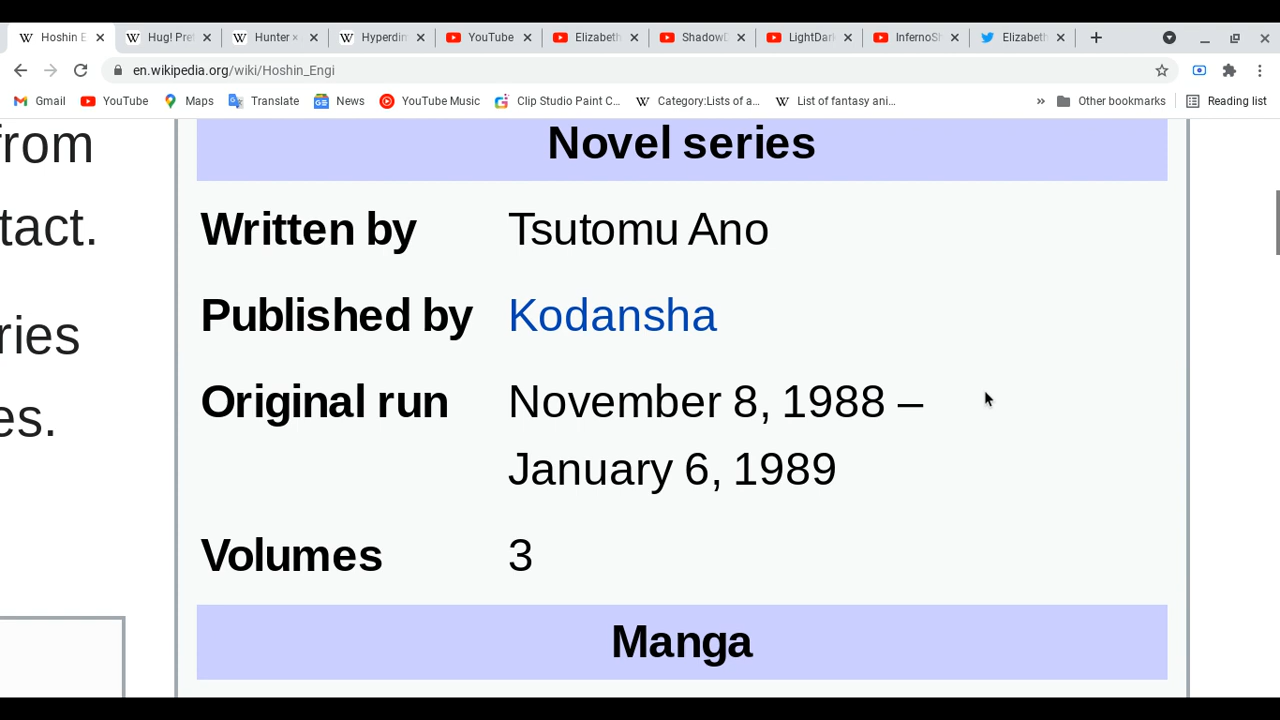 Hoshin E
Hug! Pre
Hunter ×
Hyperdim
YouTube
Elizabeth
ShadowD
LightDark
InfernoSh
Elizabeth
en.wikipedia.org/wiki/Hoshin_Engi
Gmail
YouTube
Maps
Translate
News
YouTube Music
Clip Studio Paint C...
Category:Lists of a...
List of fantasy ani...
»
Other bookmarks
Reading list
from
tact.
ries
es.
Novel series
Written by Tsutomu Ano
Published by Kodansha
Original run November 8, 1988 –
January 6, 1989
Volumes 3
Manga